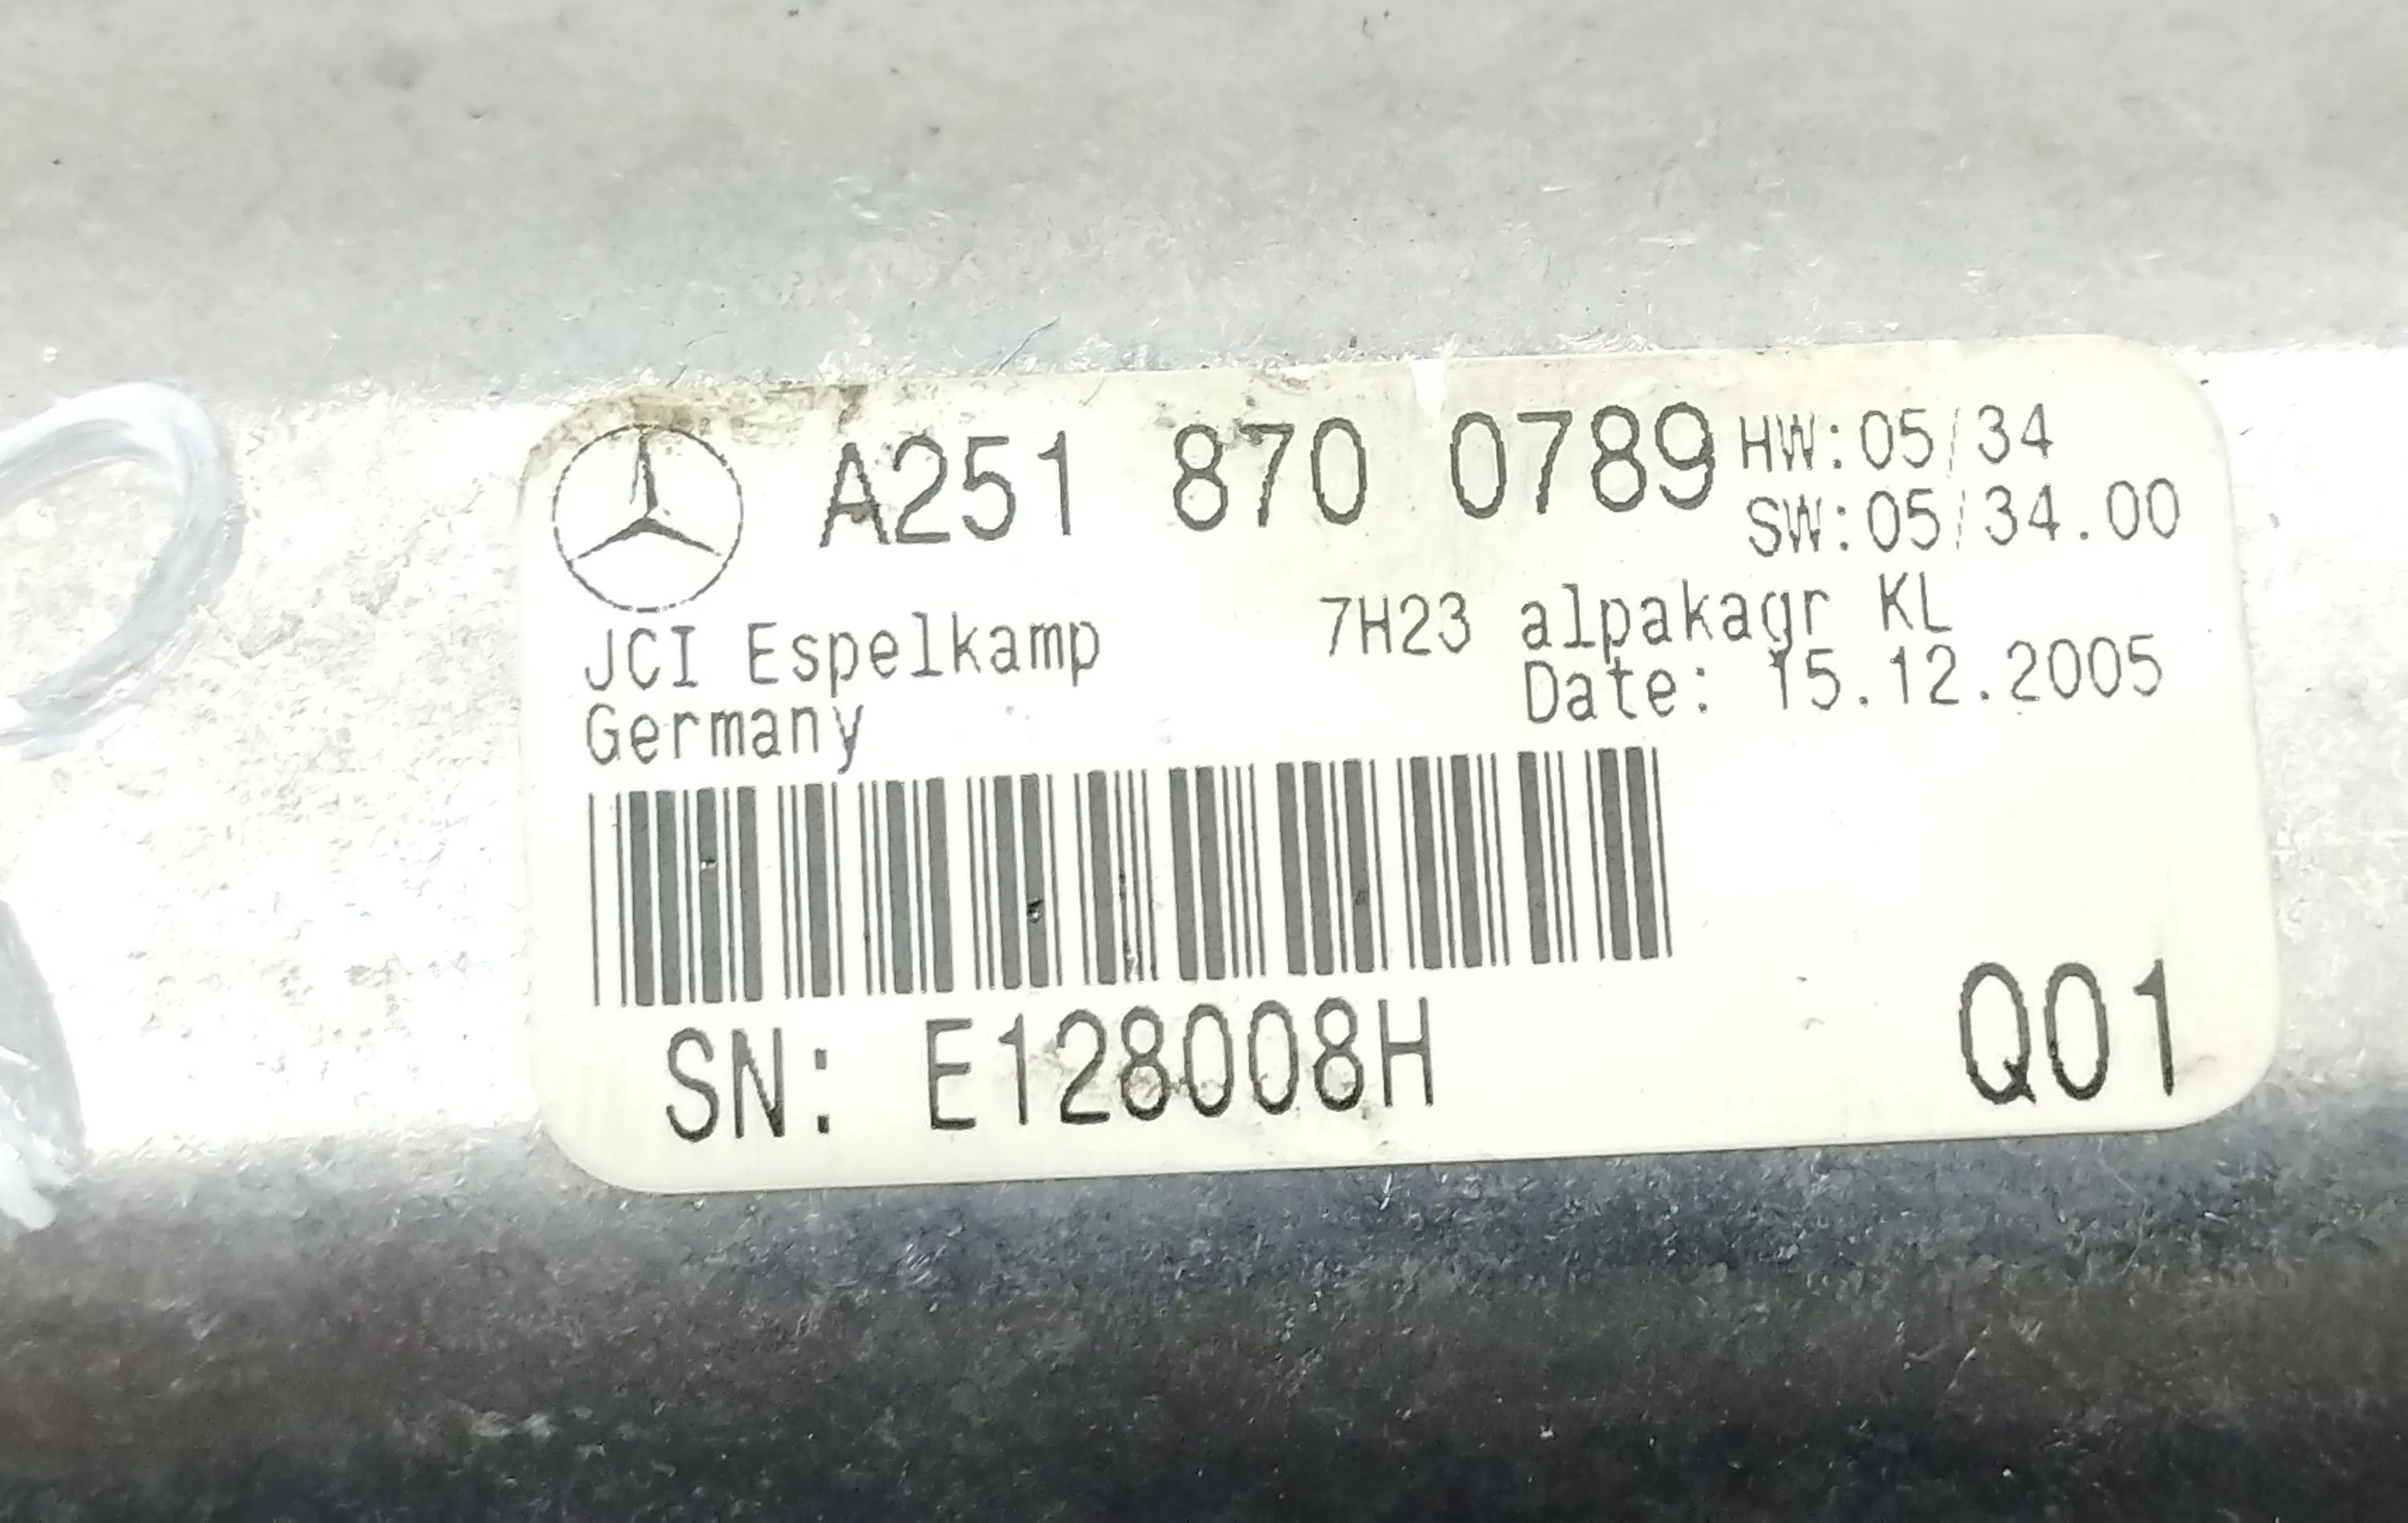 A251 870 0789 HW:05/34
SW:05/34.00
JCI Espelkamp 7H23 alpakagr KL
Germany Date: 15.12.2005
SN: E128008H Q01